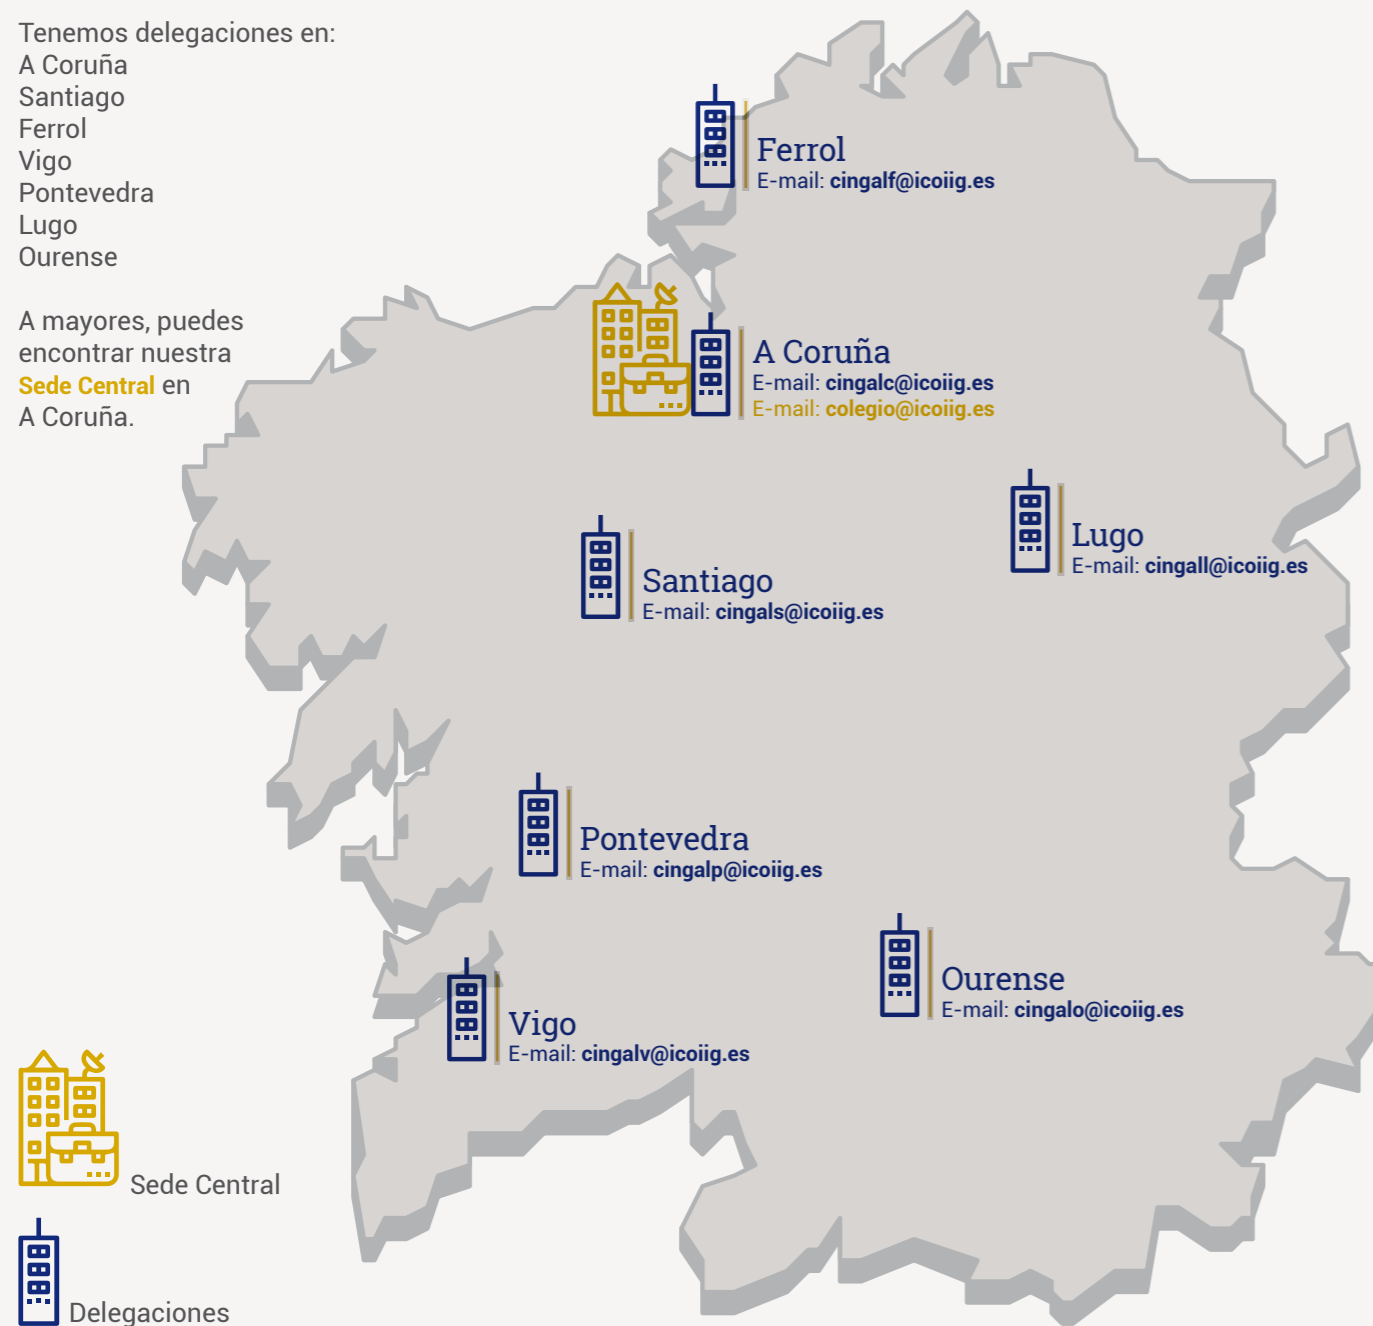 Tenemos delegaciones en:
A Coruña
Santiago
Ferrol
Vigo
Pontevedra
Lugo
Ourense
A mayores, puedes
encontrar nuestra
Sede Central en
A Coruña.
Ferrol
E-mail: cingalf@icoiig.es
A Coruña
E-mail: cingalc@icoiig.es
E-mail: colegio@icoiig.es
Lugo
E-mail: cingall@icoiig.es
Santiago
E-mail: cingals@icoiig.es
Pontevedra
E-mail: cingalp@icoiig.es
Ourense
E-mail: cingalo@icoiig.es
Vigo
E-mail: cingalv@icoiig.es
Sede Central
Delegaciones